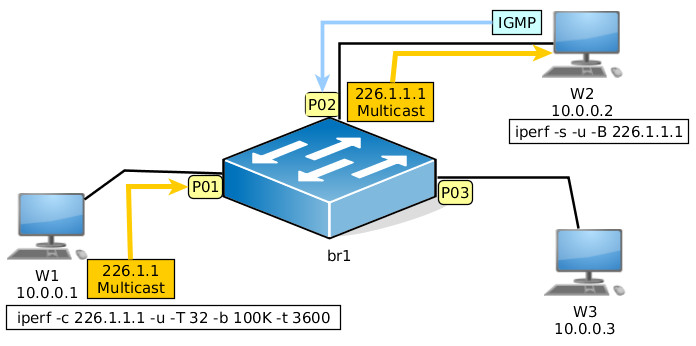 IGMP
P02
226.1.1.1
Multicast
W2
10.0.0.2
iperf -s -u -B 226.1.1.1
P01
P03
br1
W1
10.0.0.1
226.1.1
Multicast
iperf -c 226.1.1.1 -u -T 32 -b 100K -t 3600
W3
10.0.0.3